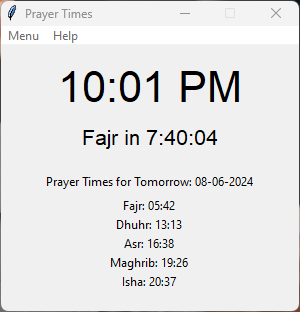 Prayer Times
Menu Help
10:01 PM
Fajr in 7:40:04
Prayer Times for Tomorrow: 08-06-2024
Fajr: 05:42
Dhuhr: 13:13
Asr: 16:38
Maghrib: 19:26
Isha: 20:37